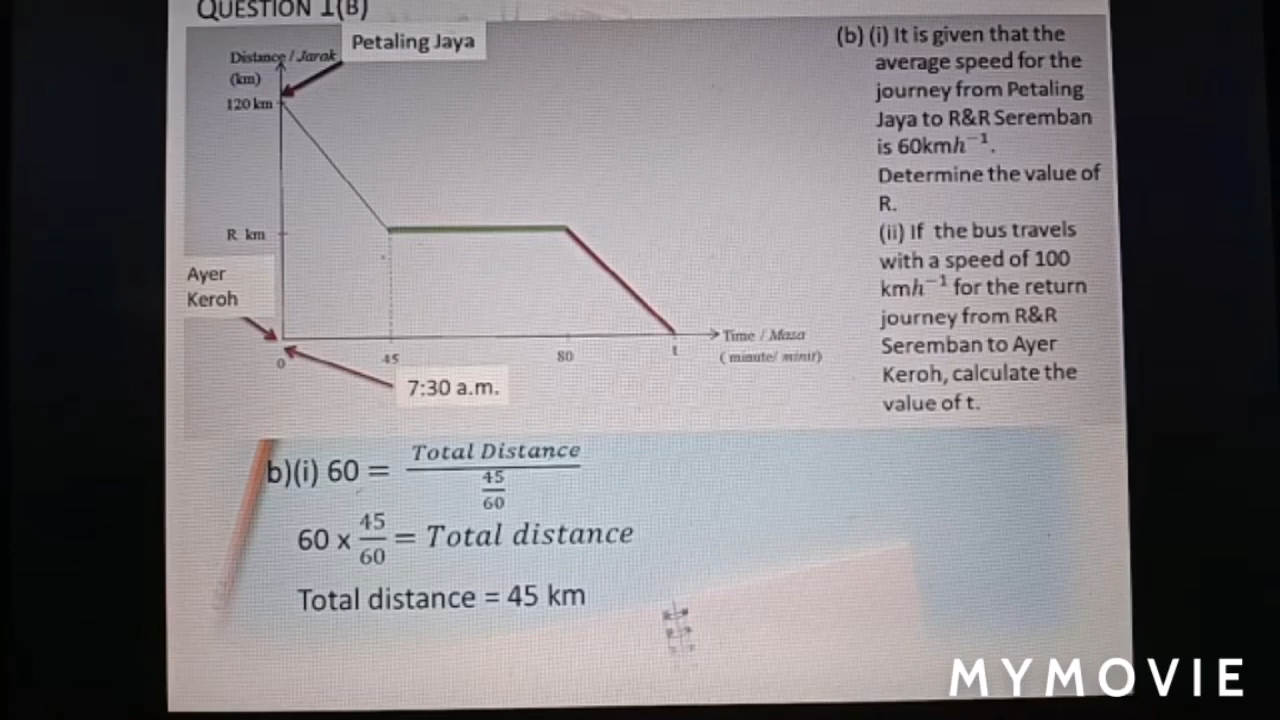 QUESTION 1(B)
Petaling Jaya
Distance / Jarak
(km)
120 km
R km
Ayer
Keroh
0
45
80
t
Time / Masa
( minute/ minit)
7:30 a.m.
(b) (i) It is given that the
average speed for the
journey from Petaling
Jaya to R&R Seremban
is 60kmh⁻¹.
Determine the value of
R.
(ii) If the bus travels
with a speed of 100
kmh⁻¹ for the return
journey from R&R
Seremban to Ayer
Keroh, calculate the
value of t.
b)(i) 60 = Total Distance / (45/60)
60 x 45/60 = Total distance
Total distance = 45 km
MYMOVIE